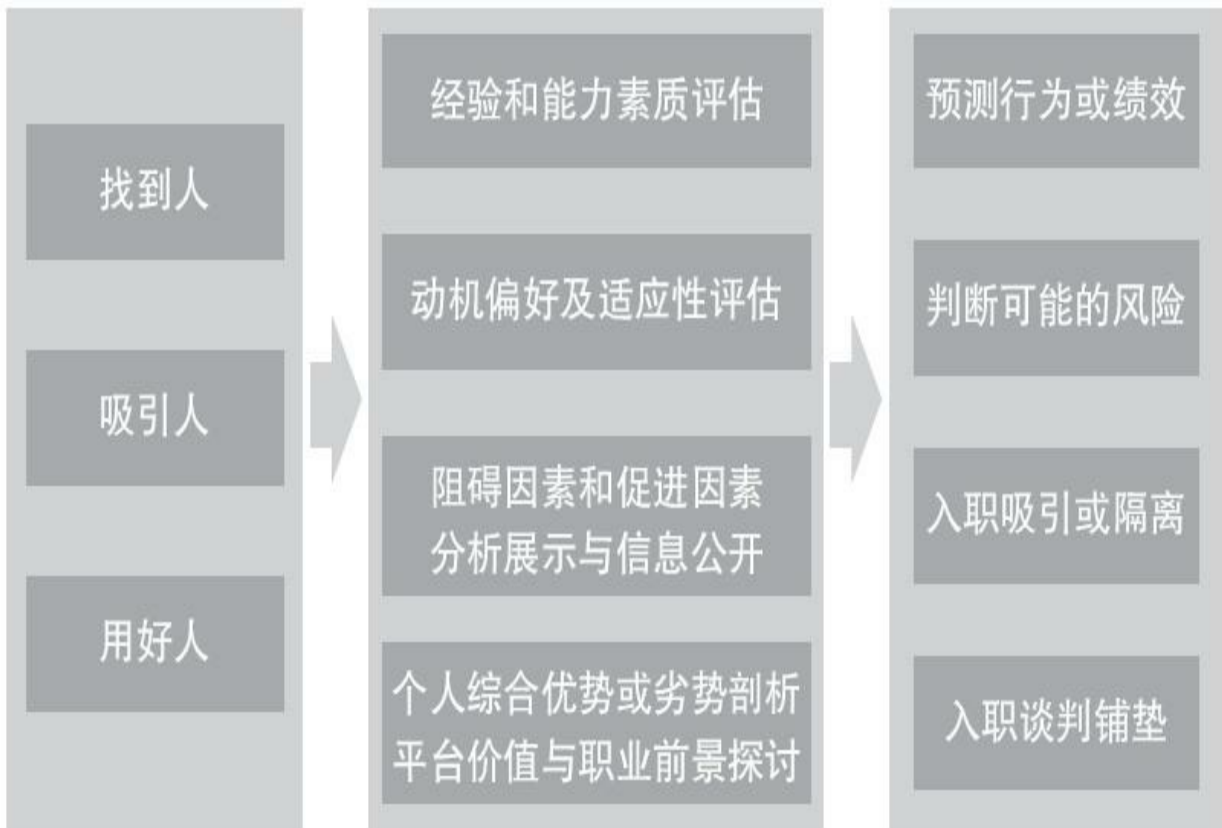 找到人
吸引人
用好人
经验和能力素质评估
动机偏好及适应性评估
阻碍因素和促进因素
分析展示与信息公开
个人综合优势或劣势剖析
平台价值与职业前景探讨
预测行为或绩效
判断可能的风险
入职吸引或隔离
入职谈判铺垫